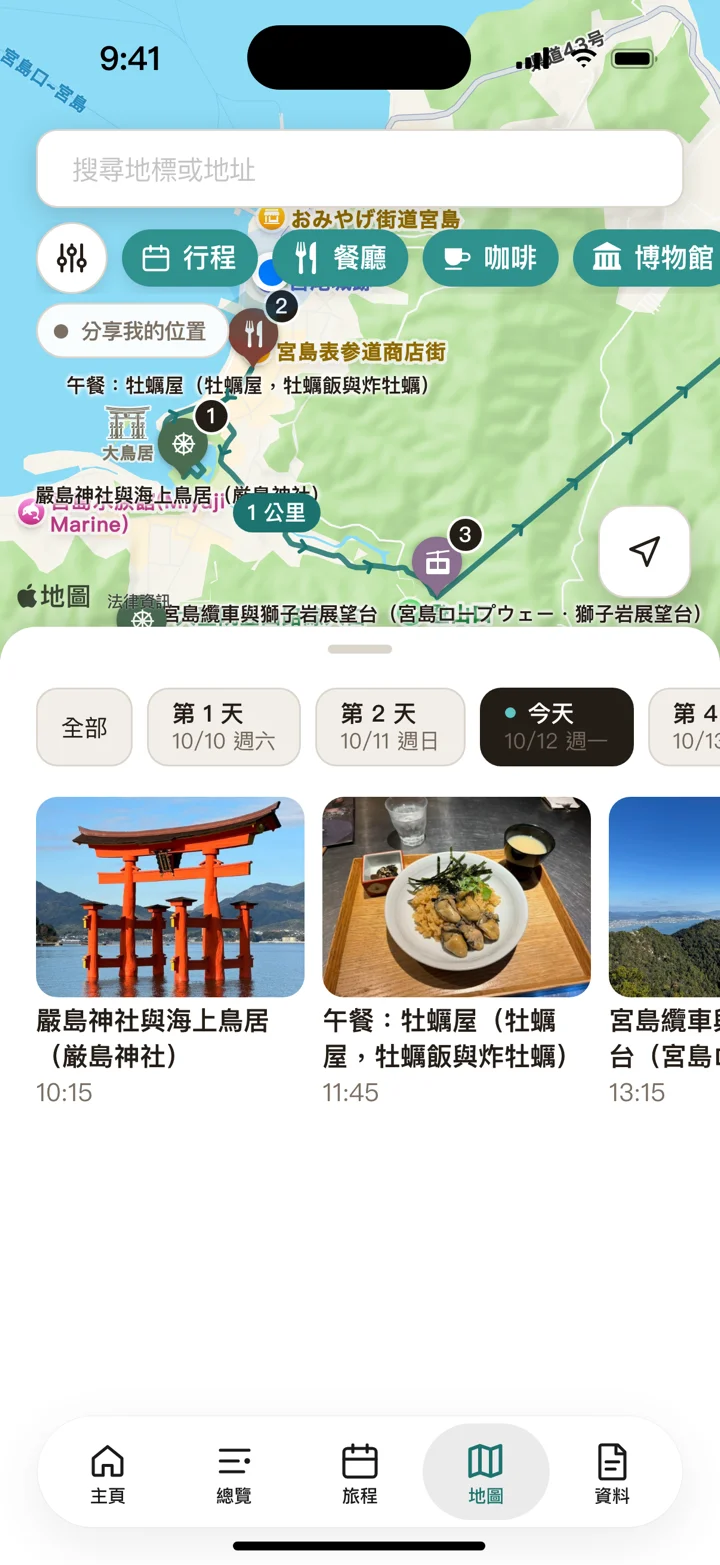 9:41
県道43号
宮島口~宮島
搜尋地標或地址
おみやげ街道宮島
行程
餐廳
咖啡
博物館
2
分享我的位置
宮島表参道商店街
午餐：牡蠣屋（牡蠣屋，牡蠣飯與炸牡蠣）
1
大鳥居
嚴島神社與海上鳥居（厳島神社）
Marine)
1 公里
3
地圖
法律資訊
宮島纜車與獅子岩展望台（宮島ロープウェー・獅子岩展望台）
全部
第 1 天
10/10 週六
第 2 天
10/11 週日
今天
10/12 週一
第 4
10/13
嚴島神社與海上鳥居
（厳島神社）
10:15
午餐：牡蠣屋（牡蠣
屋，牡蠣飯與炸牡蠣）
11:45
宮島纜車
台（宮島
13:15
主頁
總覽
旅程
地圖
資料